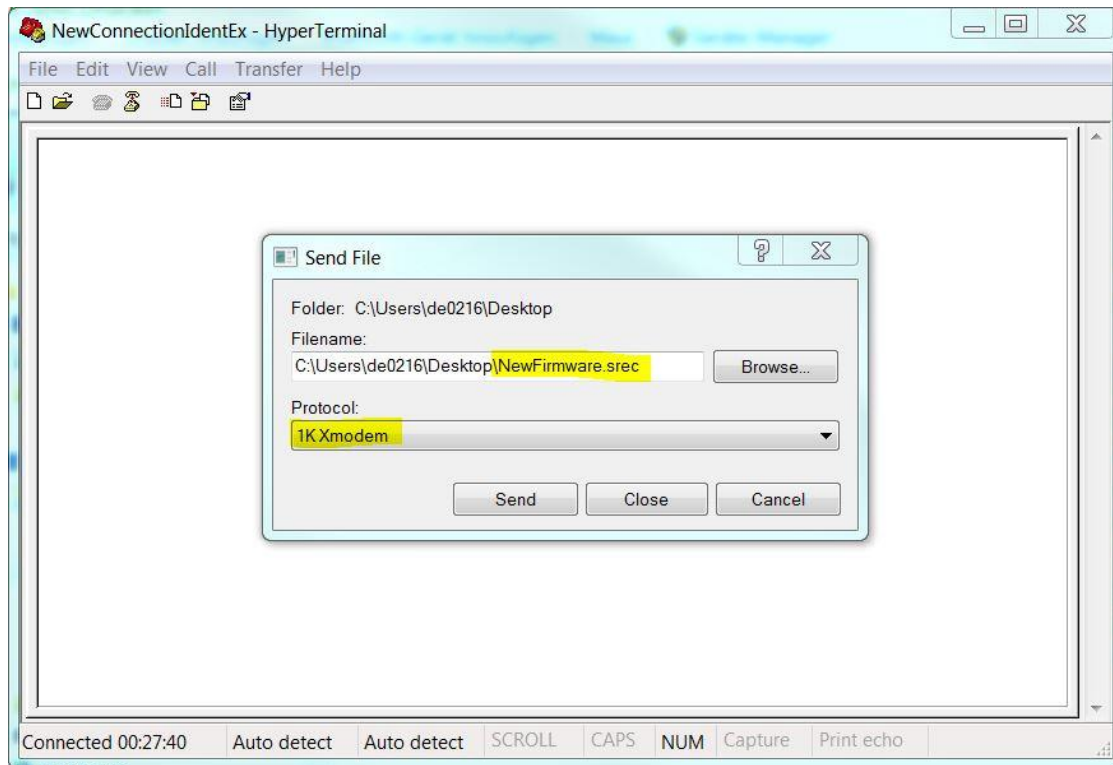 NewConnectionIdentEx - HyperTerminal
File Edit View Call Transfer Help
Send File
Folder: C:\Users\de0216\Desktop
Filename:
C:\Users\de0216\Desktop\NewFirmware.srec Browse...
Protocol:
1K Xmodem
Send Close Cancel
Connected 00:27:40 Auto detect Auto detect SCROLL CAPS NUM Capture Print echo